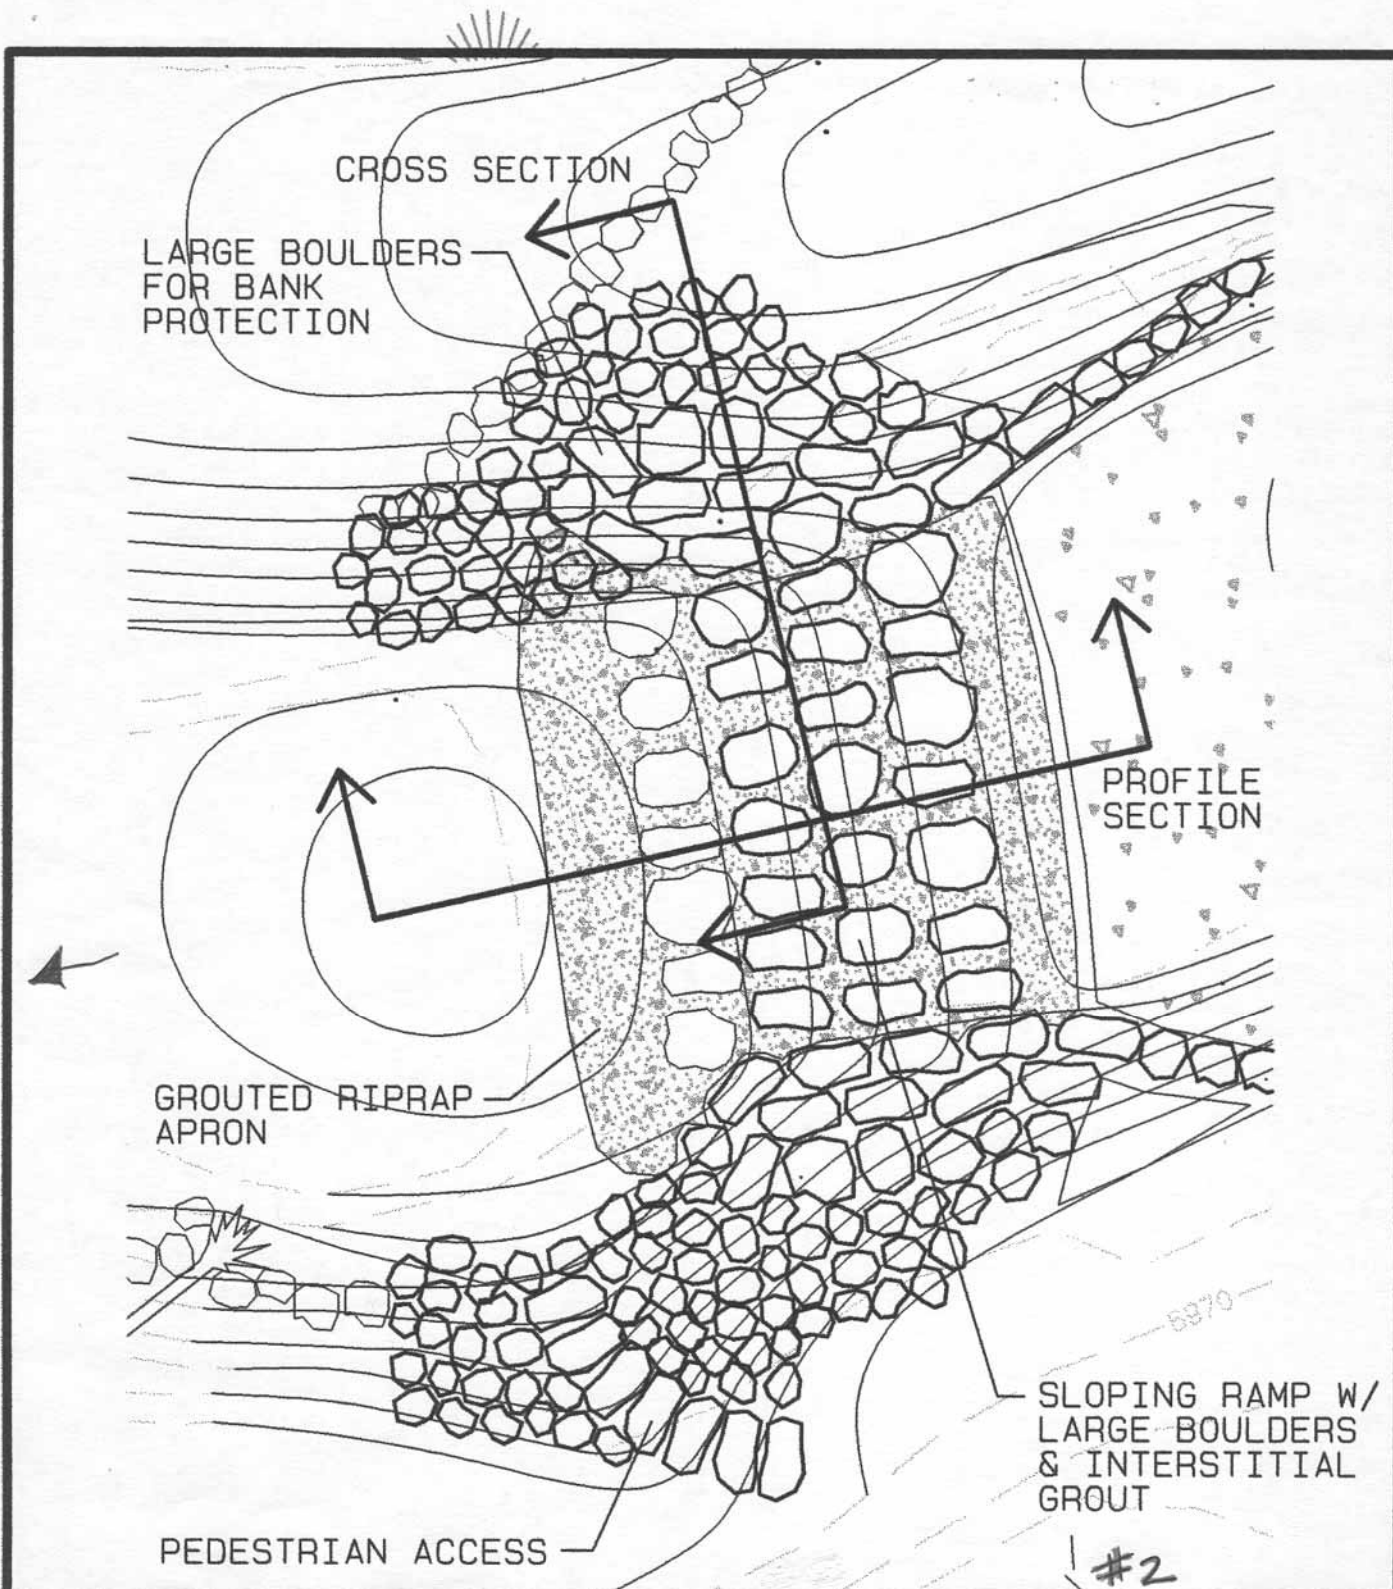 CROSS SECTION
LARGE BOULDERS
FOR BANK
PROTECTION
PROFILE
SECTION
GROUTED RIPRAP
APRON
6970
SLOPING RAMP W/
LARGE BOULDERS
& INTERSTITIAL
GROUT
PEDESTRIAN ACCESS
#2